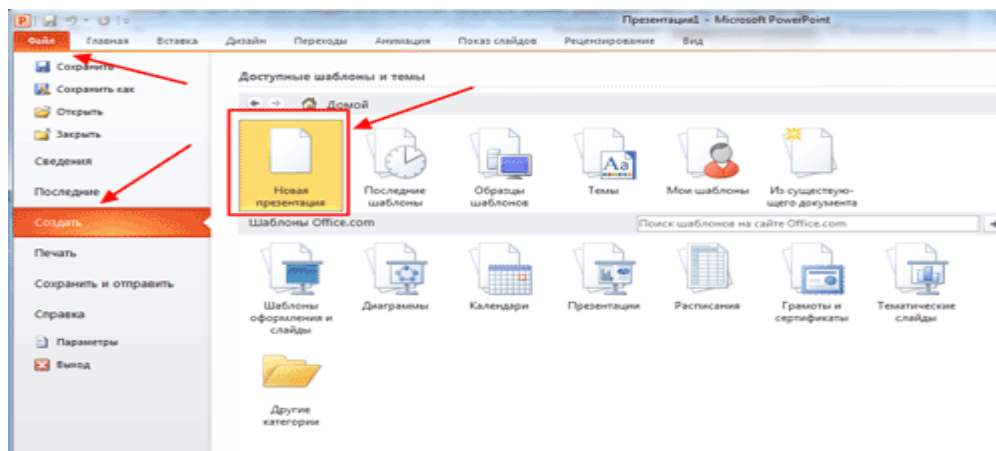 Презентация1 - Microsoft PowerPoint
Файл Главная Вставка Дизайн Переходы Анимация Показ слайдов Рецензирование Вид
Сохранить
Сохранить как
Открыть
Закрыть
Сведения
Последние
Создать
Печать
Сохранить и отправить
Справка
Параметры
Выход
Доступные шаблоны и темы
Домой
Новая
презентация
Последние
шаблоны
Образцы
шаблонов
Темы
Мои шаблоны
Из существую-
щего документа
Шаблоны Office.com
Поиск шаблонов на сайте Office.com
Шаблоны
оформления и
слайды
Диаграммы
Календари
Презентации
Расписания
Грамоты и
сертификаты
Тематические
слайды
Другие
категории